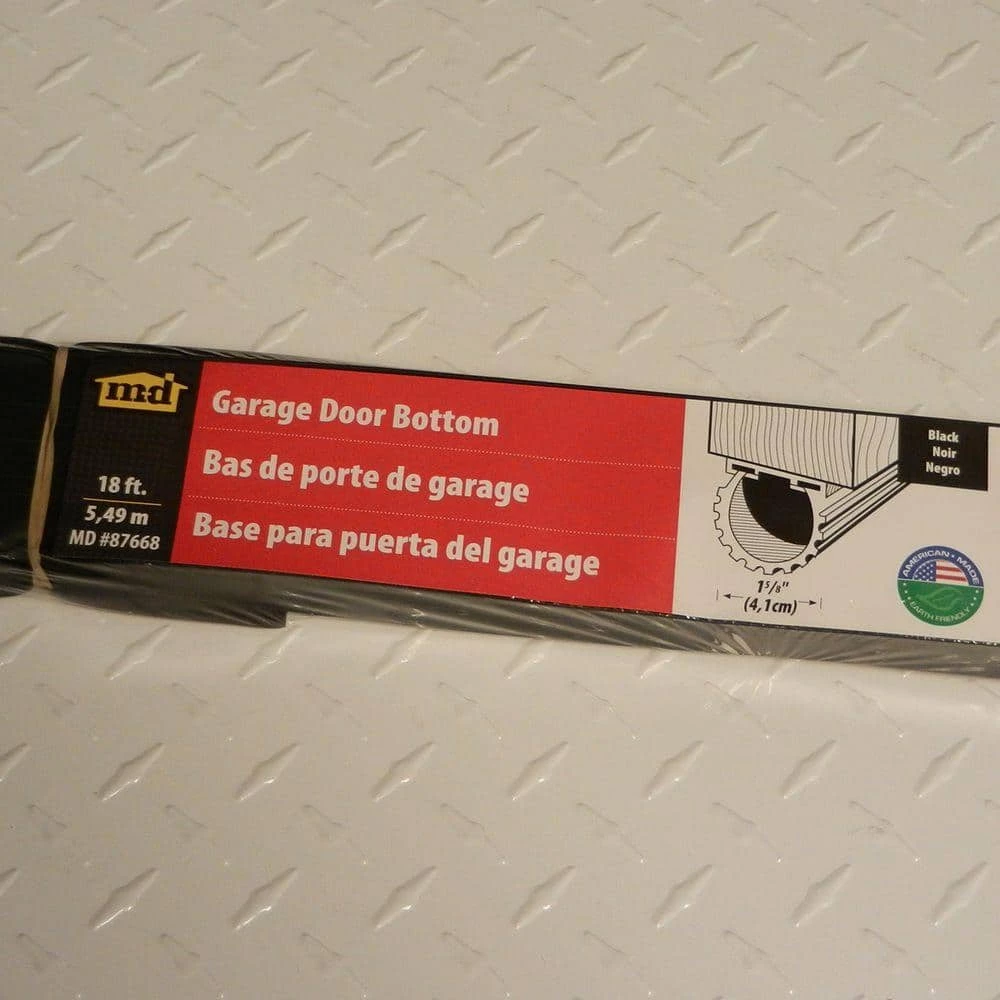 m-d
18 ft.
5,49 m
MD #87668
Garage Door Bottom
Bas de porte de garage
Base para puerta del garage
1 5/8"
(4,1cm)
Black
Noir
Negro
AMERICAN • MADE
EARTH FRIENDLY